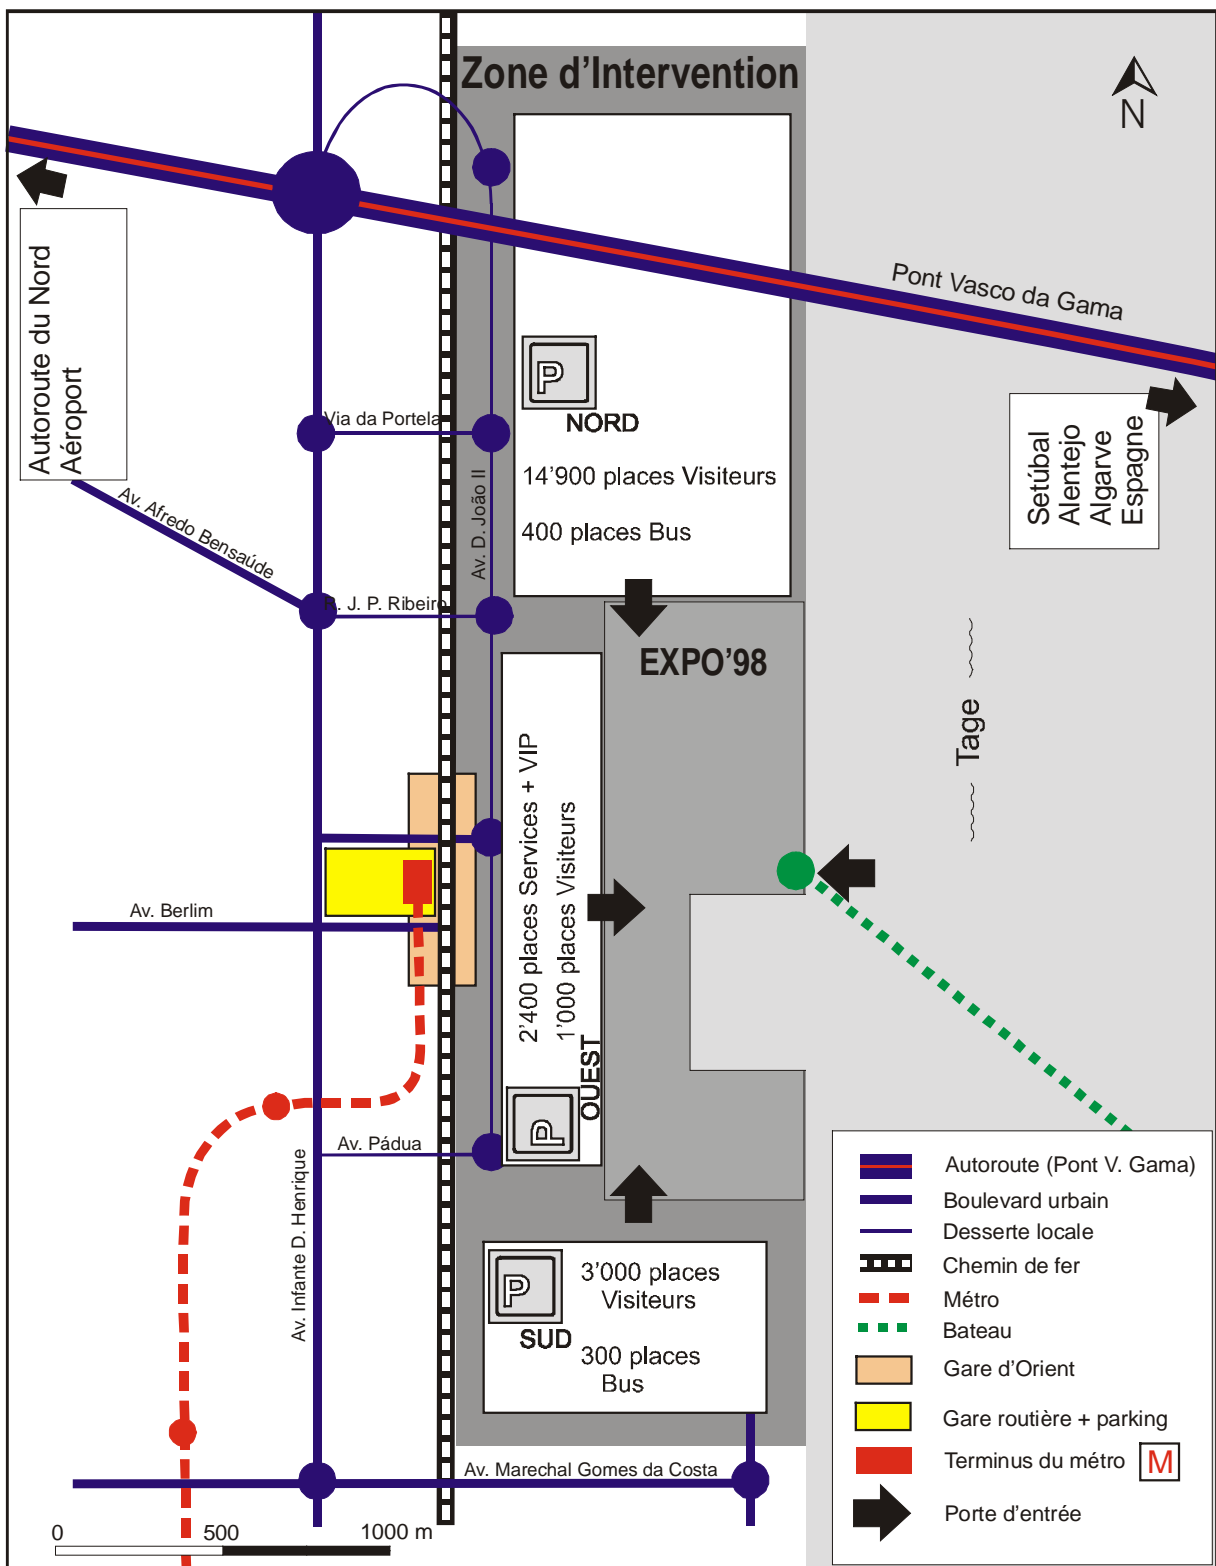 Zone d’Intervention
N
Autoroute du Nord
Aéroport
Pont Vasco da Gama
Setúbal
Alentejo
Algarve
Espagne
P
NORD
14’900 places Visiteurs
400 places Bus
Via da Portela
Av. D. João II
Av. Afredo Bensaúde
R. J. P. Ribeiro
EXPO’98
Tage
2’400 places Services + VIP
1’000 places Visiteurs
OUEST
P
Av. Berlim
Av. Pádua
Av. Infante D. Henrique
P
SUD
3’000 places
Visiteurs
300 places
Bus
Av. Marechal Gomes da Costa
0 500 1000 m
Autoroute (Pont V. Gama)
Boulevard urbain
Desserte locale
Chemin de fer
Métro
Bateau
Gare d’Orient
Gare routière + parking
Terminus du métro M
Porte d’entrée